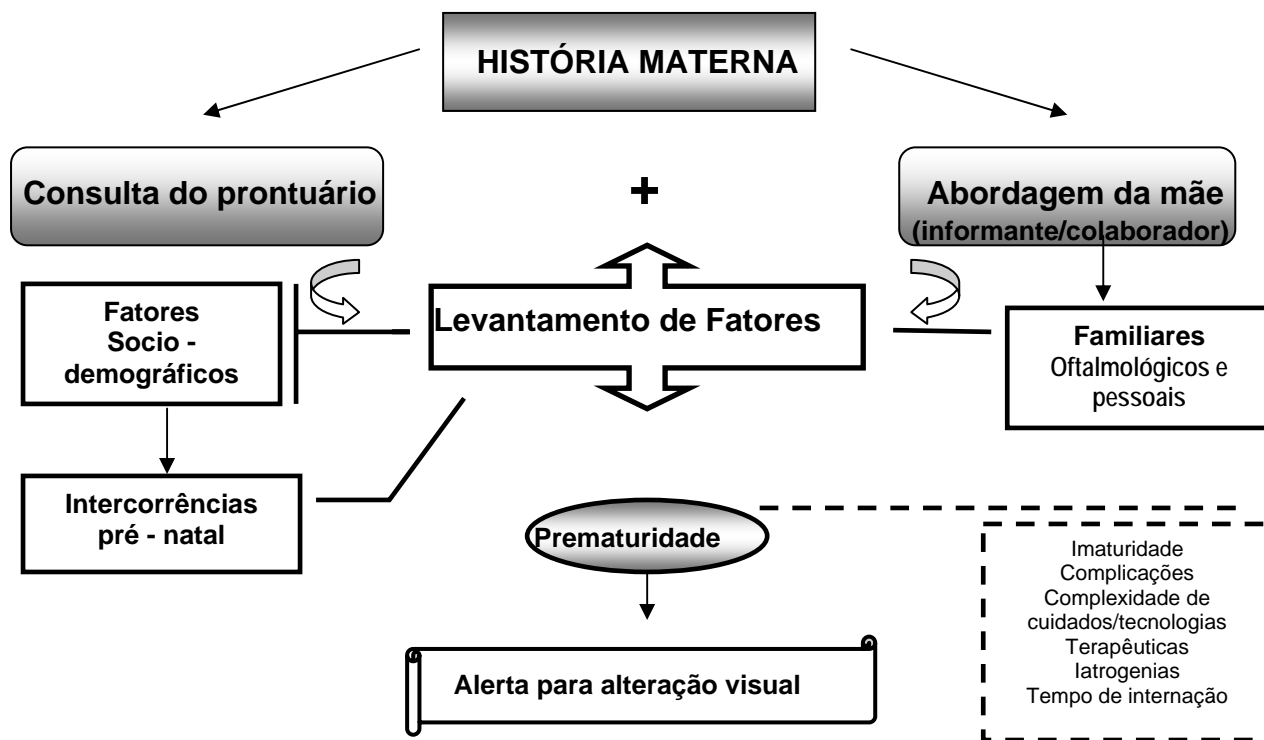 HISTÓRIA MATERNA
Consulta do prontuário
+
Abordagem da mãe
(informante/colaborador)
Fatores
Socio -
demográficos
Levantamento de Fatores
Familiares
Oftalmológicos e
pessoais
Intercorrências
pré - natal
Prematuridade
Imaturidade
Complicações
Complexidade de
cuidados/tecnologias
Terapêuticas
Iatrogenias
Tempo de internação
Alerta para alteração visual